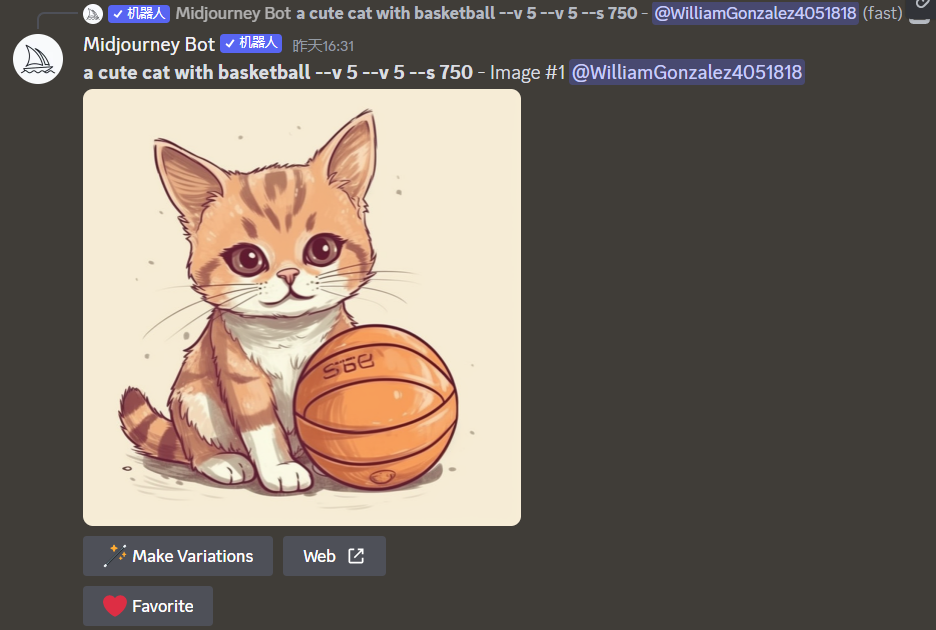 ✓ 机器人 Midjourney Bot a cute cat with basketball --v 5 --v 5 --s 750 - @WilliamGonzalez4051818 (fast)
Midjourney Bot ✓ 机器人 昨天16:31
a cute cat with basketball --v 5 --v 5 --s 750 - Image #1 @WilliamGonzalez4051818
Make Variations
Web
Favorite